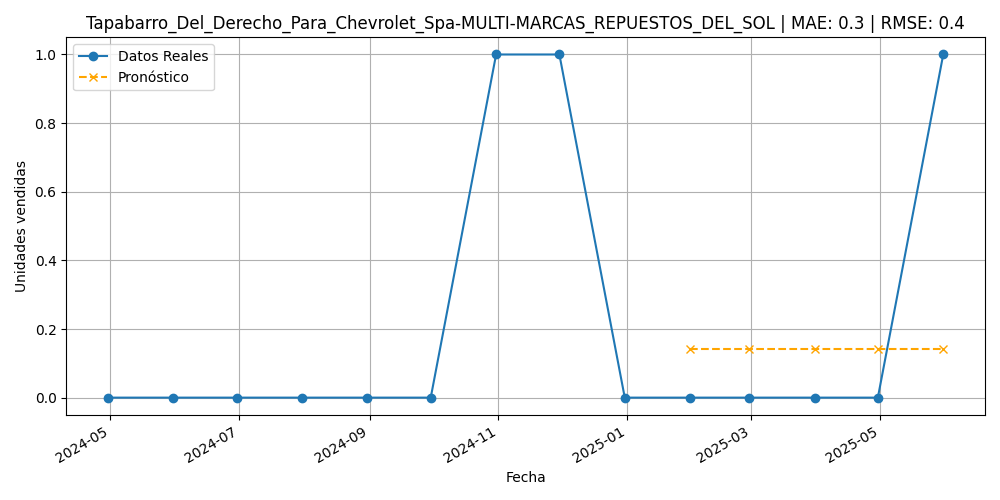 Tapabarro_Del_Derecho_Para_Chevrolet_Spa-MULTI-MARCAS_REPUESTOS_DEL_SOL | MAE: 0.3 | RMSE: 0.4
Datos Reales
Pronóstico
Unidades vendidas
1.0
0.8
0.6
0.4
0.2
0.0
2024-05
2024-07
2024-09
2024-11
2025-01
2025-03
2025-05
Fecha